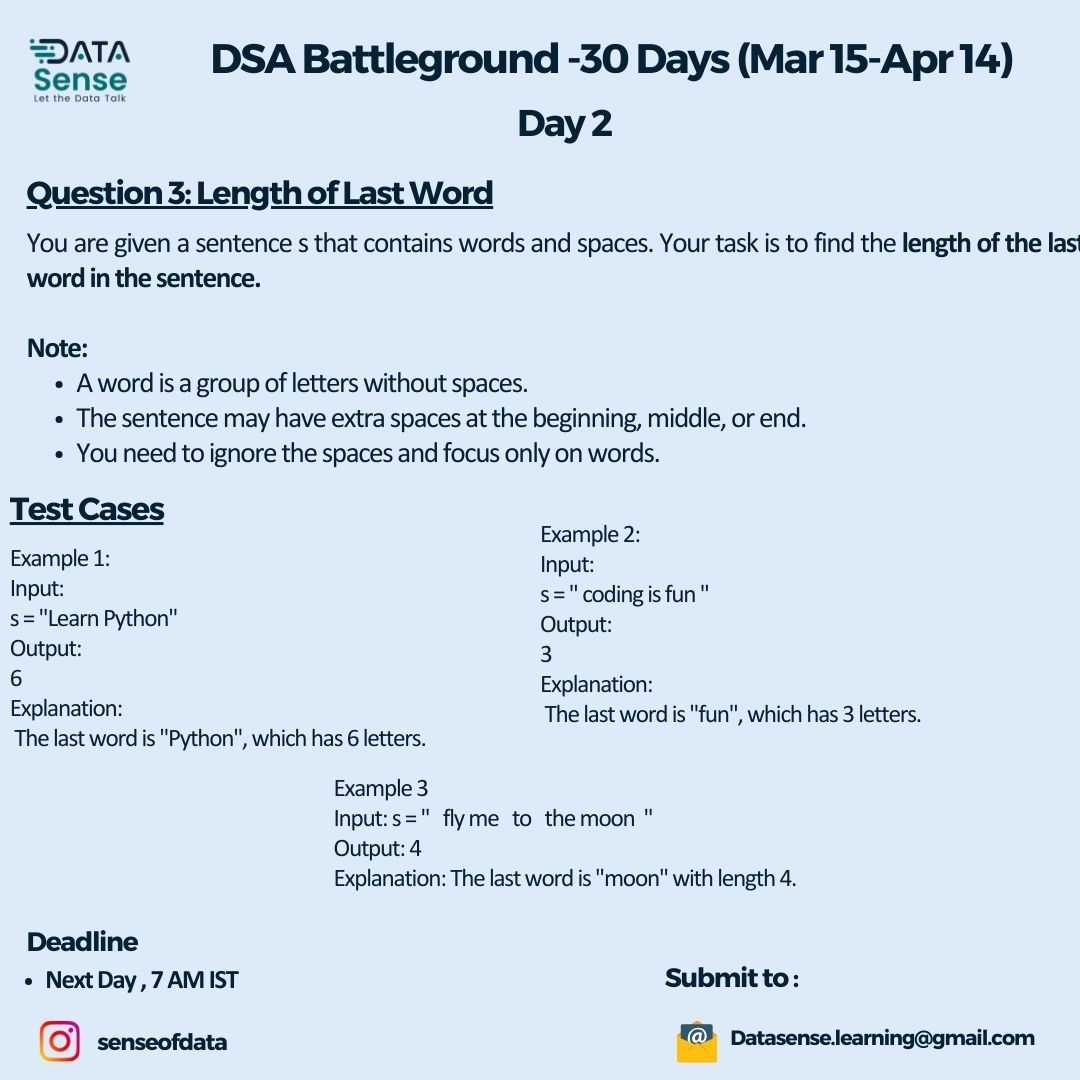 DATA
Sense
Let the Data Talk
DSA Battleground -30 Days (Mar 15-Apr 14)
Day 2
Question 3: Length of Last Word
You are given a sentence s that contains words and spaces. Your task is to find the length of the last
word in the sentence.
Note:
• A word is a group of letters without spaces.
• The sentence may have extra spaces at the beginning, middle, or end.
• You need to ignore the spaces and focus only on words.
Test Cases
Example 1:
Input:
s = "Learn Python"
Output:
6
Explanation:
The last word is "Python", which has 6 letters.
Example 2:
Input:
s = " coding is fun "
Output:
3
Explanation:
The last word is "fun", which has 3 letters.
Example 3
Input: s = "   fly me   to   the moon  "
Output: 4
Explanation: The last word is "moon" with length 4.
Deadline
• Next Day , 7 AM IST
senseofdata
Submit to :
@
Datasense.learning@gmail.com